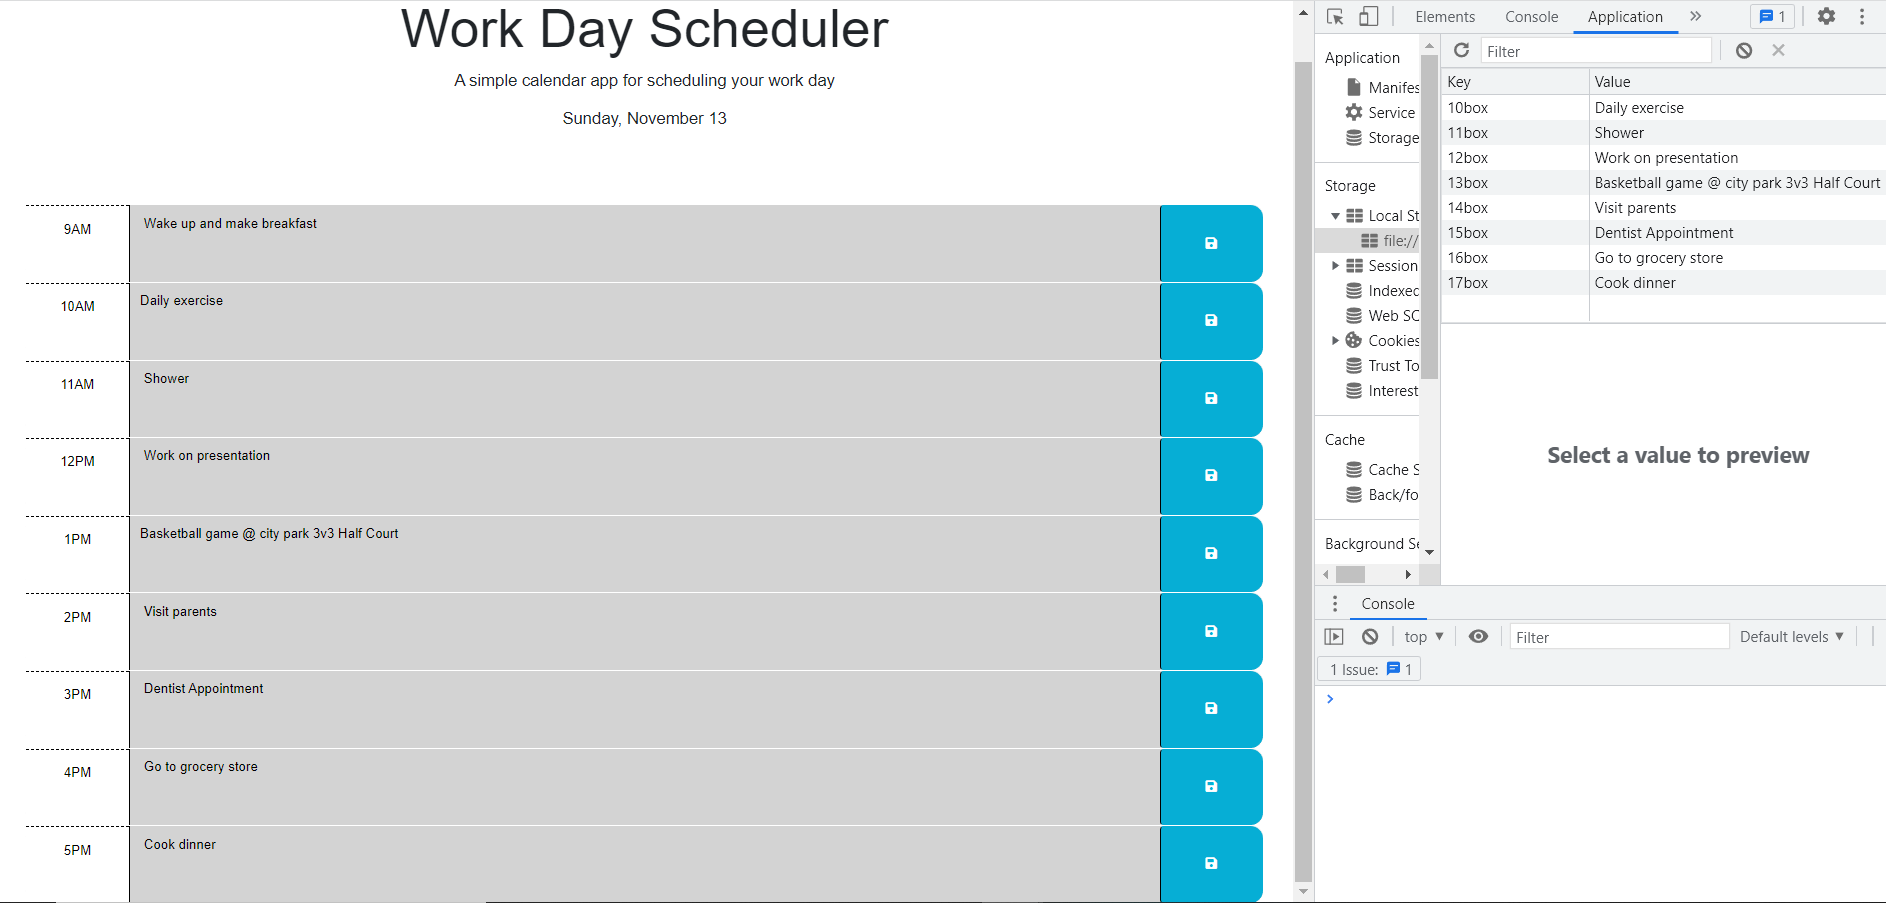 Work Day Scheduler
A simple calendar app for scheduling your work day
Sunday, November 13
9AM Wake up and make breakfast
10AM Daily exercise
11AM Shower
12PM Work on presentation
1PM Basketball game @ city park 3v3 Half Court
2PM Visit parents
3PM Dentist Appointment
4PM Go to grocery store
5PM Cook dinner
Elements Console Application 1
Application
Manifes
Service
Storage
Storage
Local St
file://
Session
Indexed
Web SC
Cookies
Trust To
Interest
Cache
Cache S
Back/fo
Background Se
Filter
Key Value
10box Daily exercise
11box Shower
12box Work on presentation
13box Basketball game @ city park 3v3 Half Court
14box Visit parents
15box Dentist Appointment
16box Go to grocery store
17box Cook dinner
Select a value to preview
Console
top Filter Default levels
1 Issue: 1